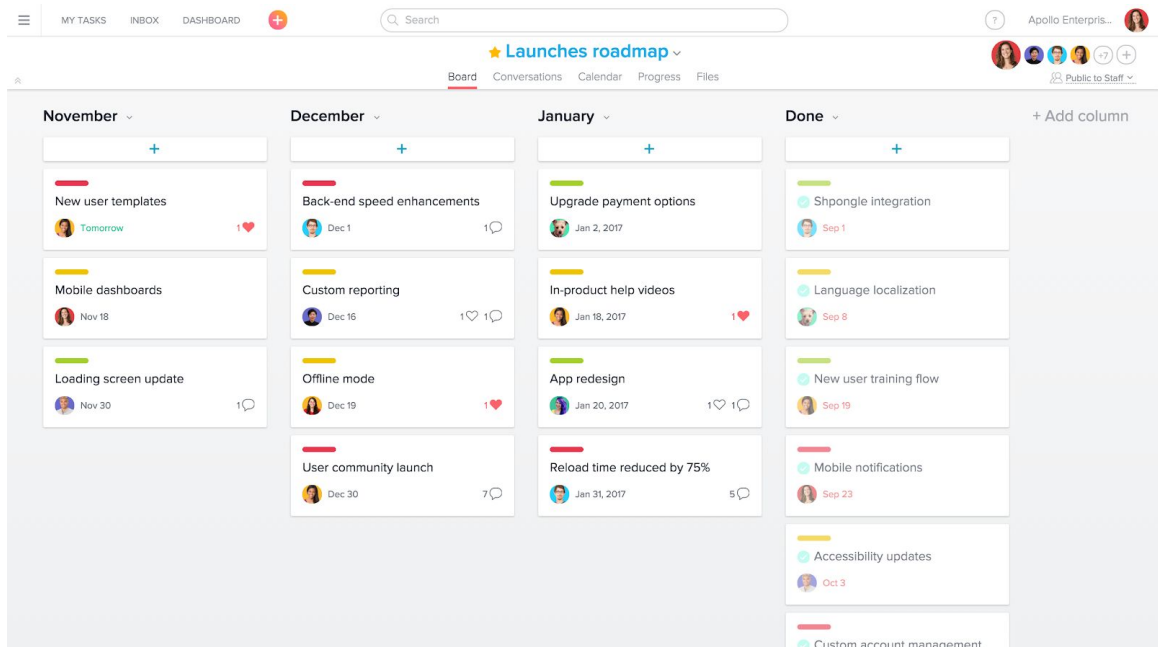 MY TASKS INBOX DASHBOARD + Search ? Apollo Enterpris...
Launches roadmap
+7 +
Board Conversations Calendar Progress Files
Public to Staff
November December January Done + Add column
+ + + +
New user templates
Tomorrow 1
Mobile dashboards
Nov 18
Loading screen update
Nov 30 1
Back-end speed enhancements
Dec 1 1
Custom reporting
Dec 16 1 1
Offline mode
Dec 19 1
User community launch
Dec 30 7
Upgrade payment options
Jan 2, 2017
In-product help videos
Jan 18, 2017 1
App redesign
Jan 20, 2017 1 1
Reload time reduced by 75%
Jan 31, 2017 5
Shpongle integration
Sep 1
Language localization
Sep 8
New user training flow
Sep 19
Mobile notifications
Sep 23
Accessibility updates
Oct 3
Custom account management